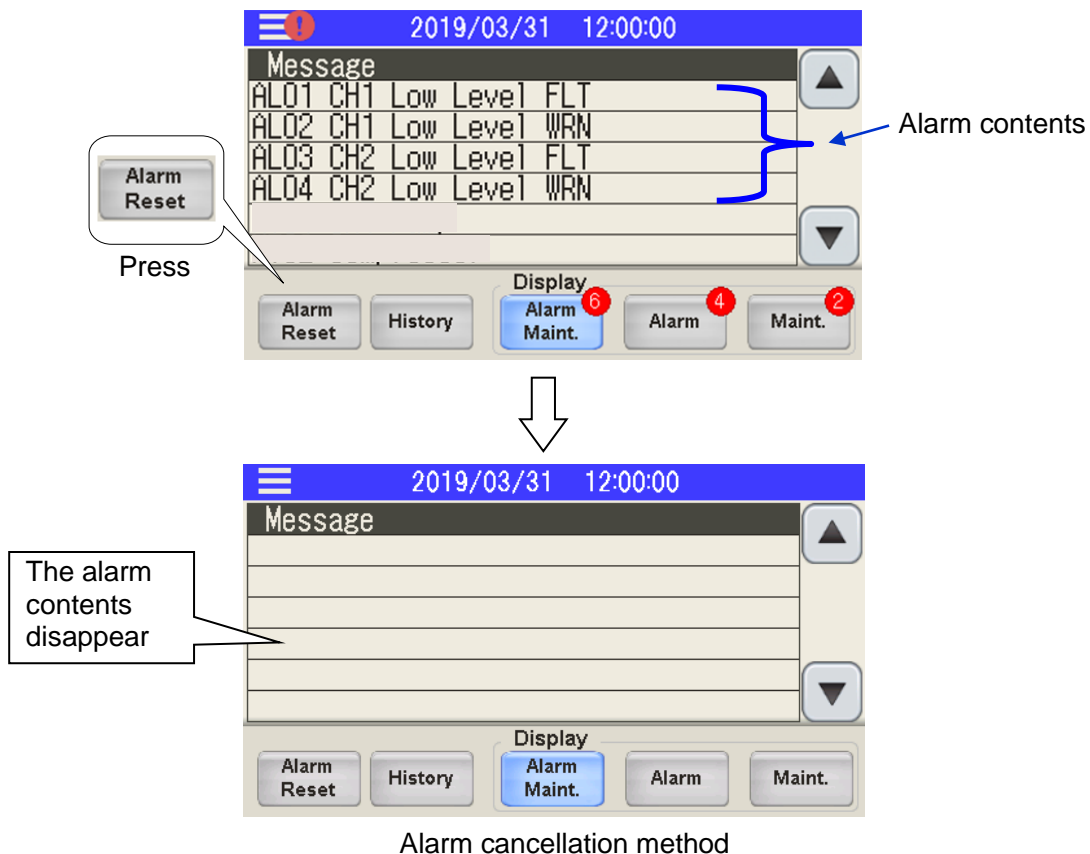 2019/03/31 12:00:00
Message
AL01 CH1 Low Level FLT
AL02 CH1 Low Level WRN
AL03 CH2 Low Level FLT
AL04 CH2 Low Level WRN
Alarm contents
Alarm
Reset
Press
Display
Alarm
Reset
History
Alarm
Maint.
6
Alarm
4
Maint.
2
2019/03/31 12:00:00
Message
The alarm
contents
disappear
Display
Alarm
Reset
History
Alarm
Maint.
Alarm
Maint.
Alarm cancellation method